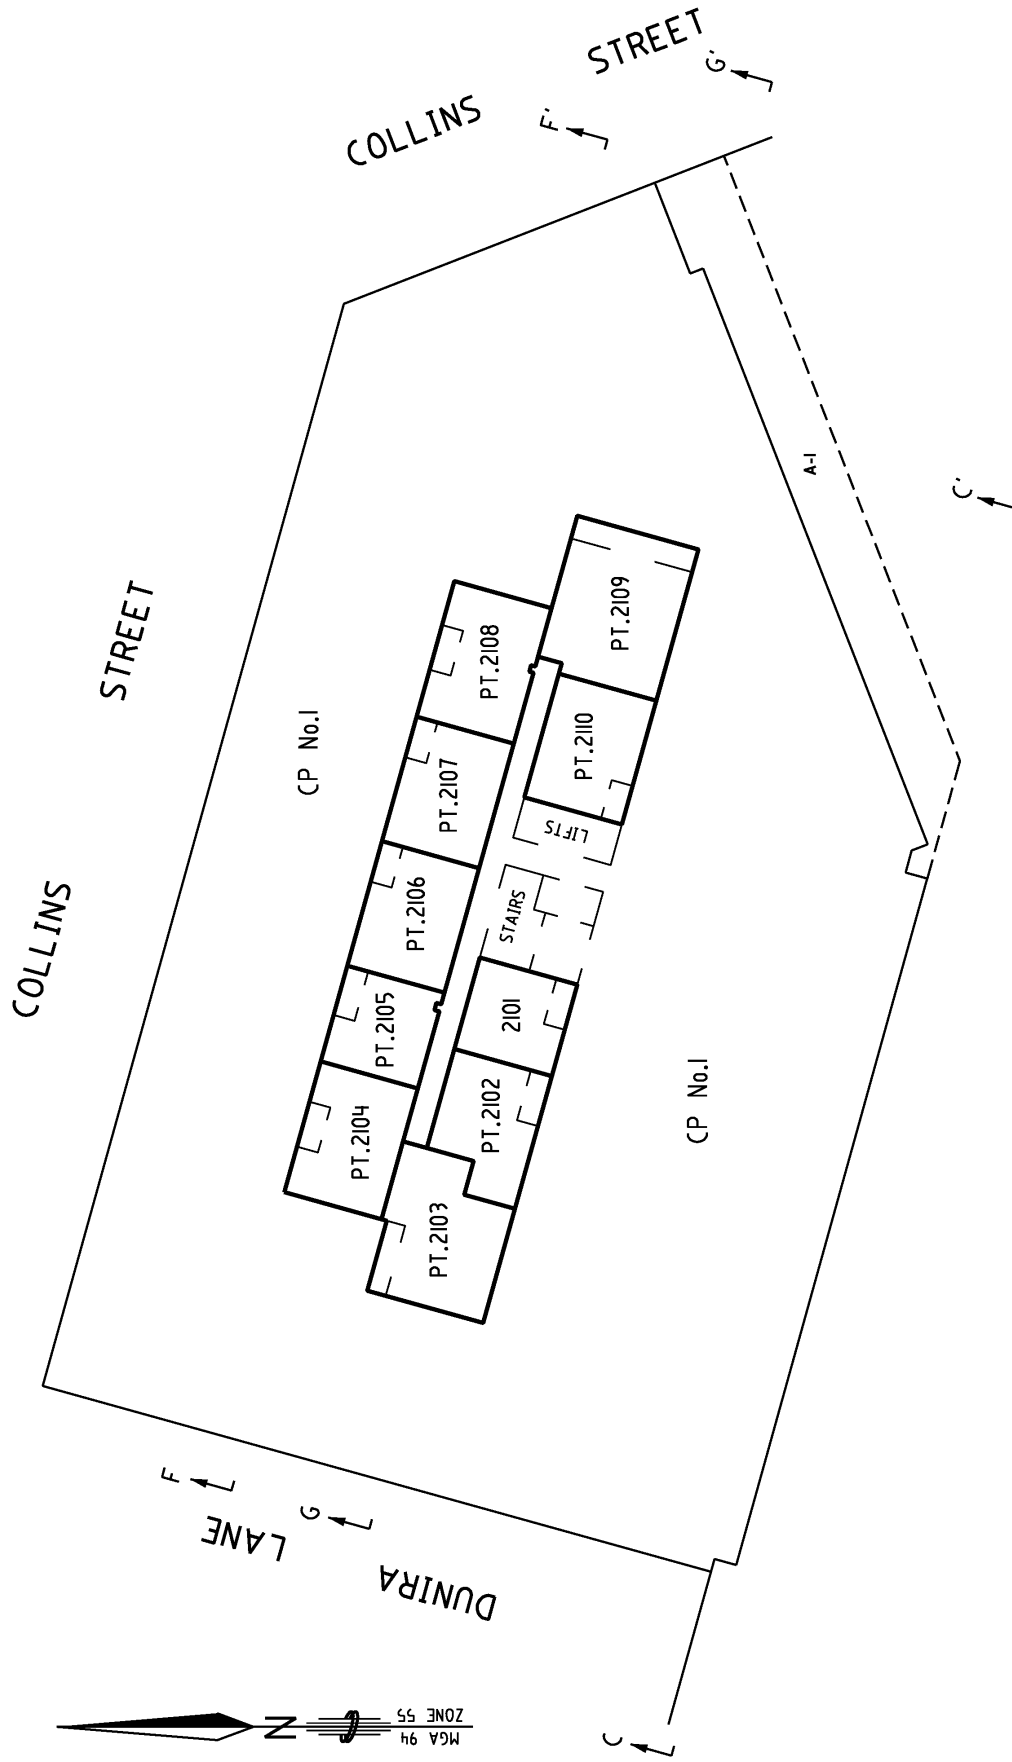 COLLINS STREET
F'
G'
COLLINS STREET
CP No.1
A-1
C'
PT.2108
PT.2109
PT.2107
PT.2110
PT.2106
LIFTS
STAIRS
PT.2105
2101
PT.2104
PT.2102
PT.2103
CP No.1
F
G
DUNIRA LANE
C
N
MGA 94
ZONE 55